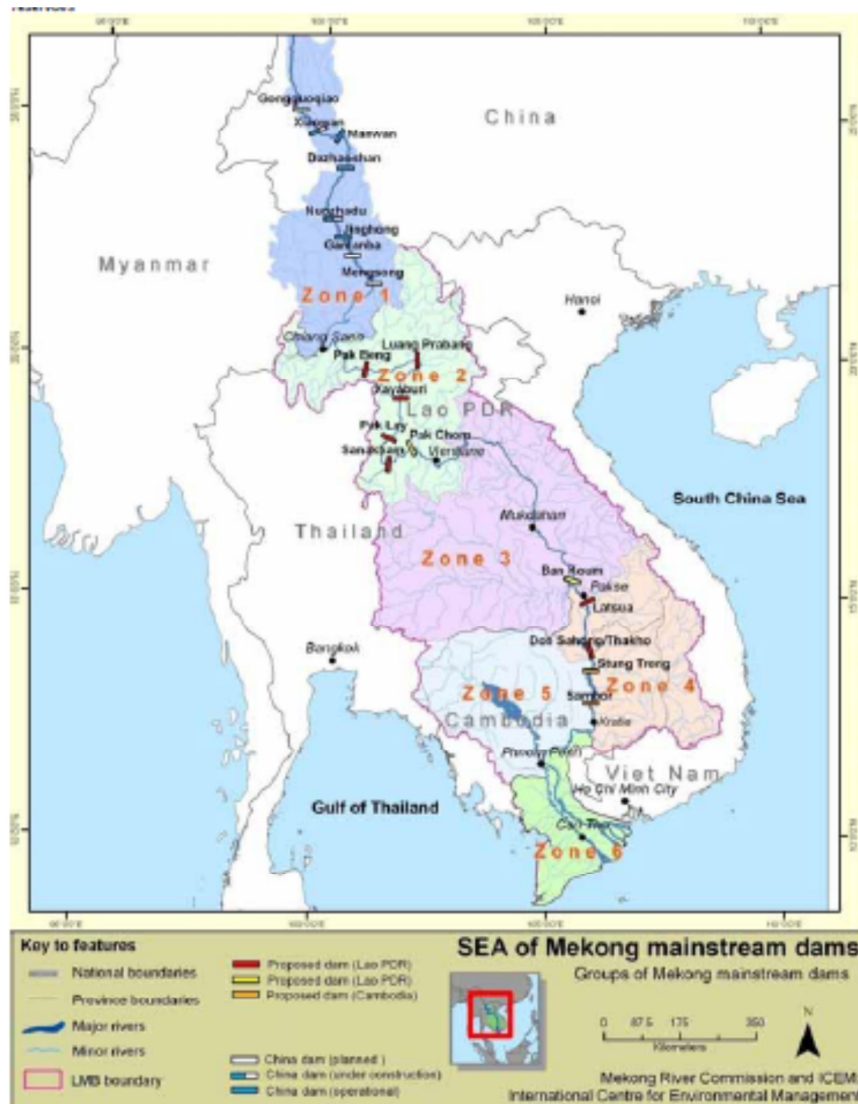 China
Gongguoqiao
Xiaowan
Manwan
Dazhaoshan
Nuozhadu
Jinghong
Ganlanba
Mengsong
Myanmar
Zone 1
Hanoi
Chiang Saen
Luang Prabang
Pak Beng
Zone 2
Xayaburi
Lao PDR
Pak Lay
Pak Chom
Sanakham
Vientiane
South China Sea
Mukdahan
Thailand
Zone 3
Ban Koum
Pakse
Latsua
Bangkok
Don Sahong/Thakho
Stung Treng
Zone 5
Zone 4
Sambor
Cambodia
Kratie
Phnom Penh
Viet Nam
Ho Chi Minh City
Gulf of Thailand
Can Tho
Zone 6
Key to features
National boundaries
Province boundaries
Major rivers
Minor rivers
LMB boundary
Proposed dam (Lao PDR)
Proposed dam (Lao PDR)
Proposed dam (Cambodia)
China dam (planned )
China dam (under construction)
China dam (operational)
SEA of Mekong mainstream dams
Groups of Mekong mainstream dams
N
0 87.5 175 350
Kilometers
Mekong River Commission and ICEM
International Centre for Environmental Management